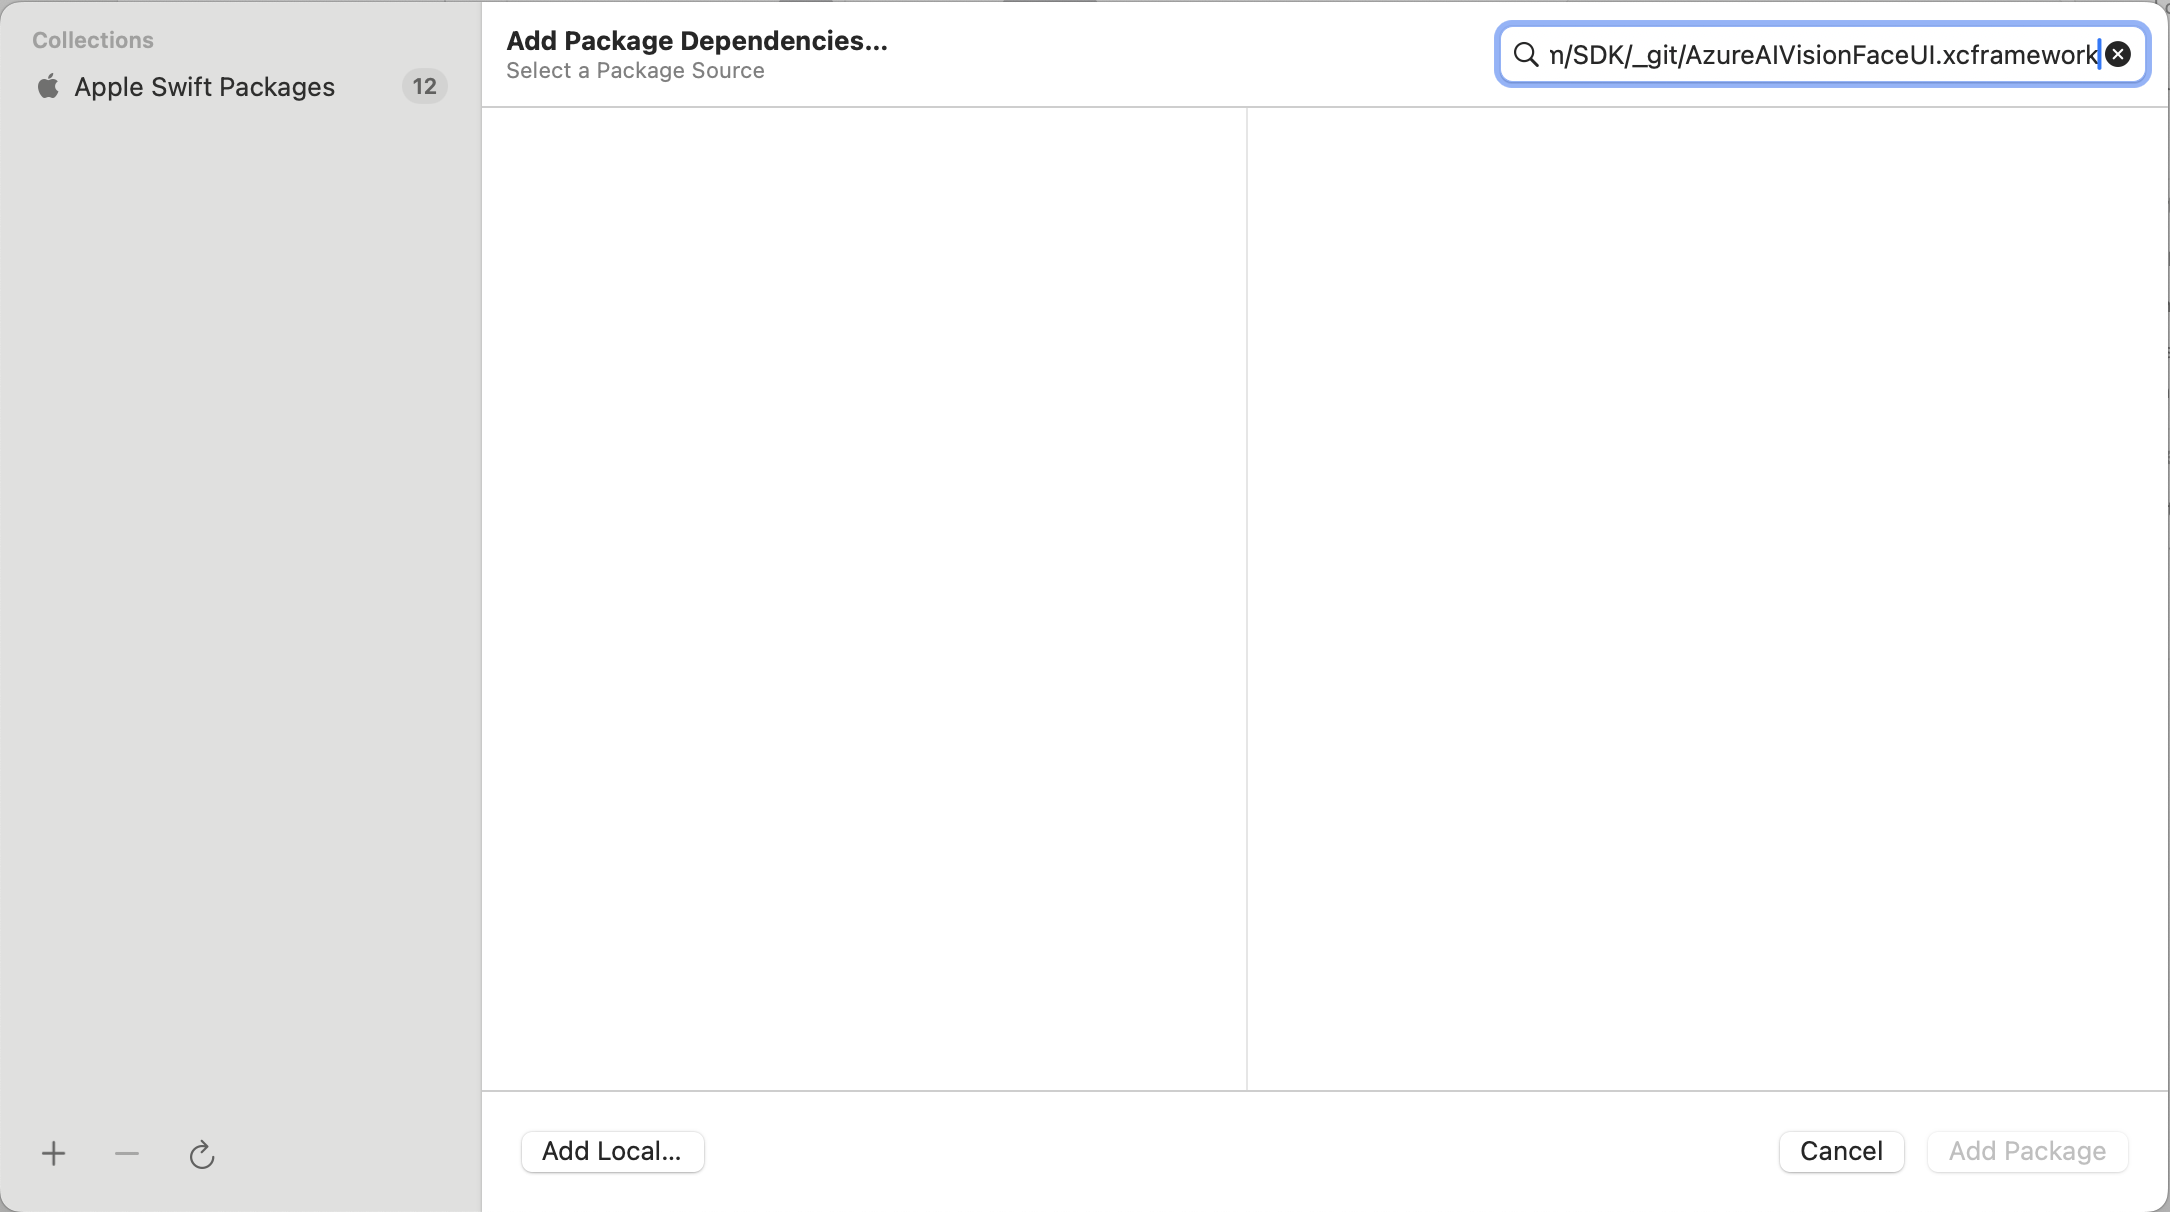 Collections
Apple Swift Packages 12
Add Package Dependencies...
Select a Package Source
n/SDK/_git/AzureAIVisionFaceUI.xcframework
Add Local...
Cancel
Add Package